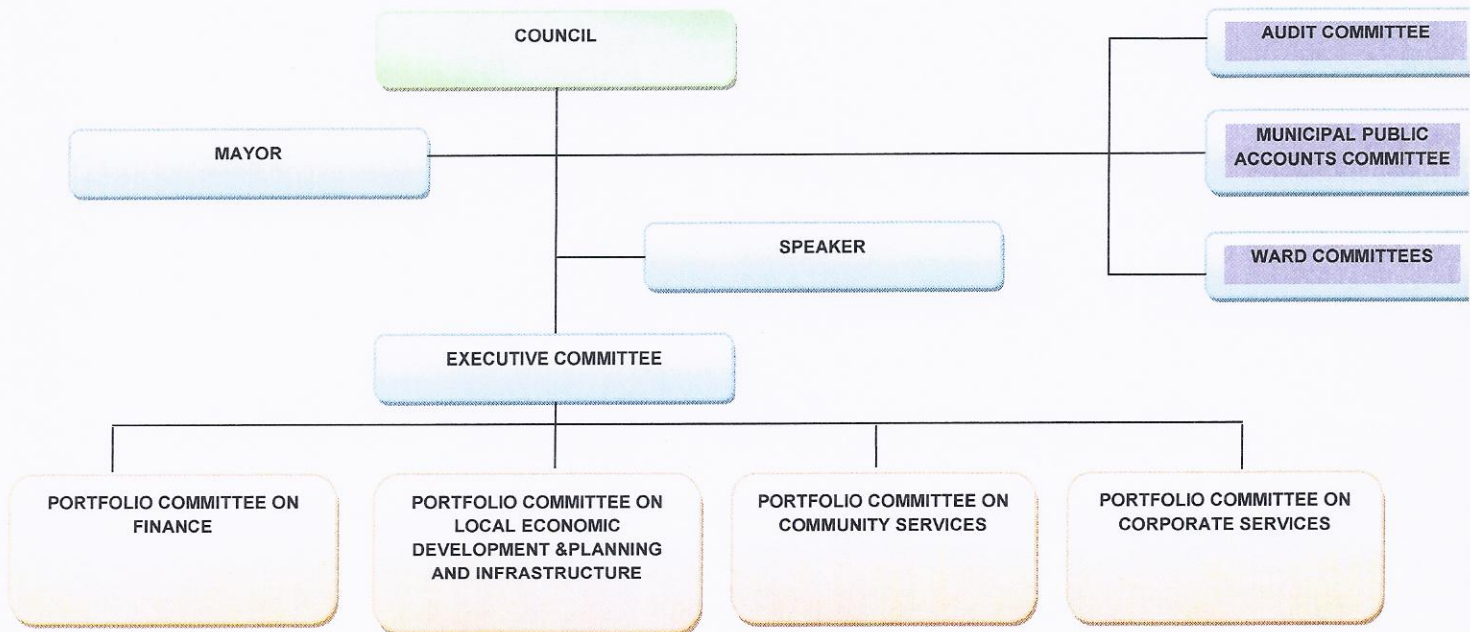 COUNCIL
AUDIT COMMITTEE
MAYOR
MUNICIPAL PUBLIC
ACCOUNTS COMMITTEE
SPEAKER
WARD COMMITTEES
EXECUTIVE COMMITTEE
PORTFOLIO COMMITTEE ON
FINANCE
PORTFOLIO COMMITTEE ON
LOCAL ECONOMIC
DEVELOPMENT &PLANNING
AND INFRASTRUCTURE
PORTFOLIO COMMITTEE ON
COMMUNITY SERVICES
PORTFOLIO COMMITTEE ON
CORPORATE SERVICES